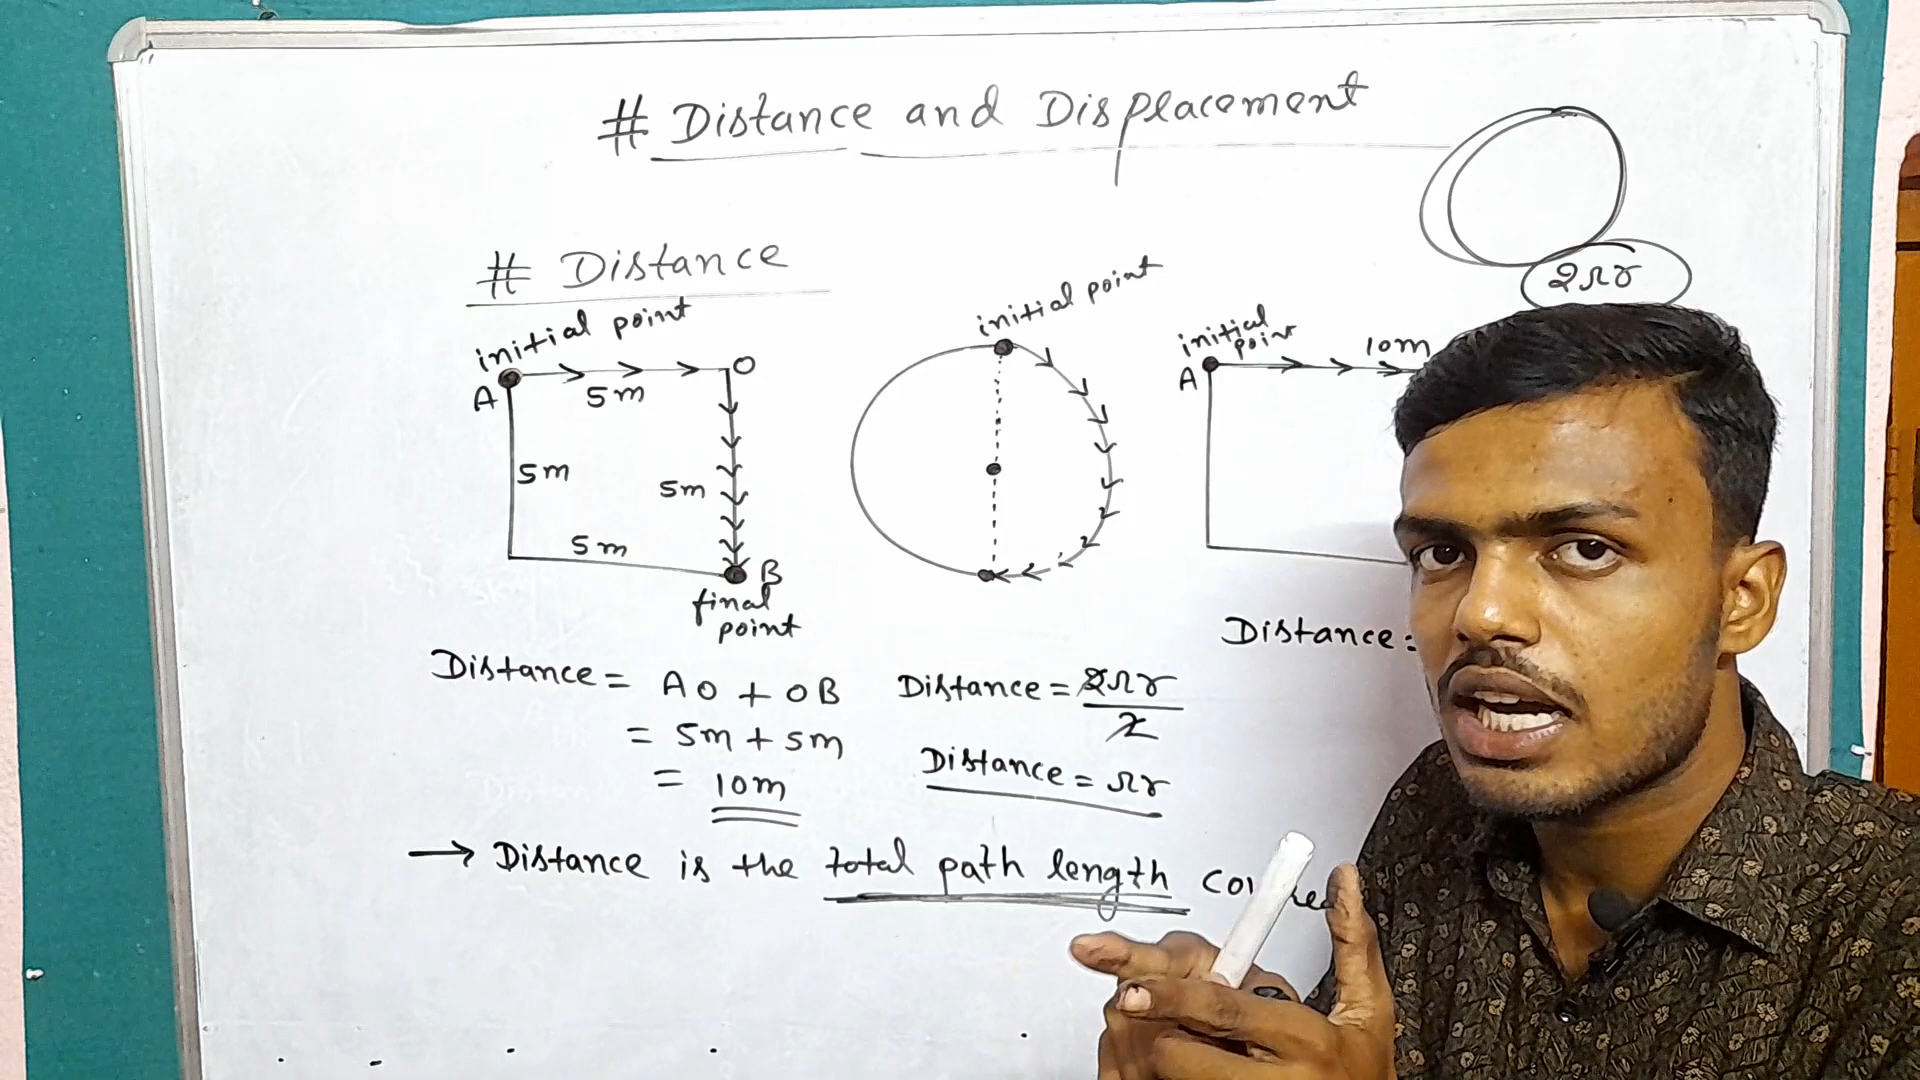 # Distance and Displacement
2πr
# Distance
initial point
A
O
5m
5m
5m
5m
B
final
point
initial point
initial
point
A
10m
Distance = AO + OB
= 5m + 5m
= 10m
Distance = 2πr
2
Distance = πr
Distance =
→ Distance is the total path length